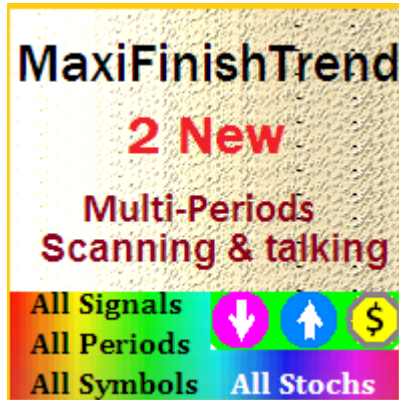 MaxiFinishTrend
2 New
Multi-Periods
Scanning & talking
All Signals
All Periods
$
All Symbols
All Stochs